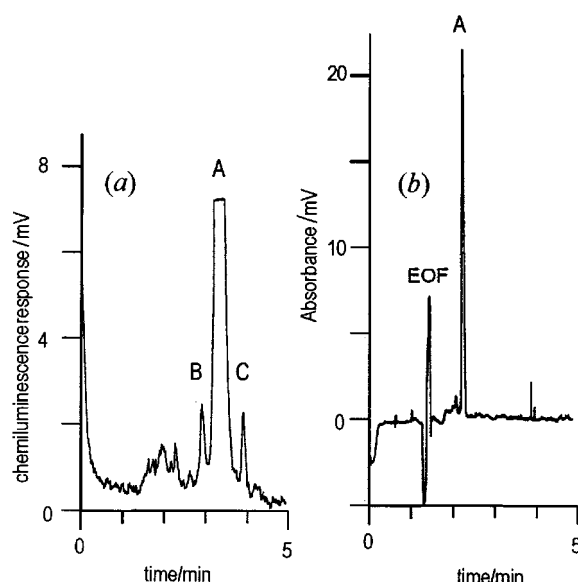 (a)
8
4
0
chemiluminescence response /mV
A
B
C
0
5
time/min
(b)
20
10
0
Absorbance /mV
A
EOF
0
5
time/min